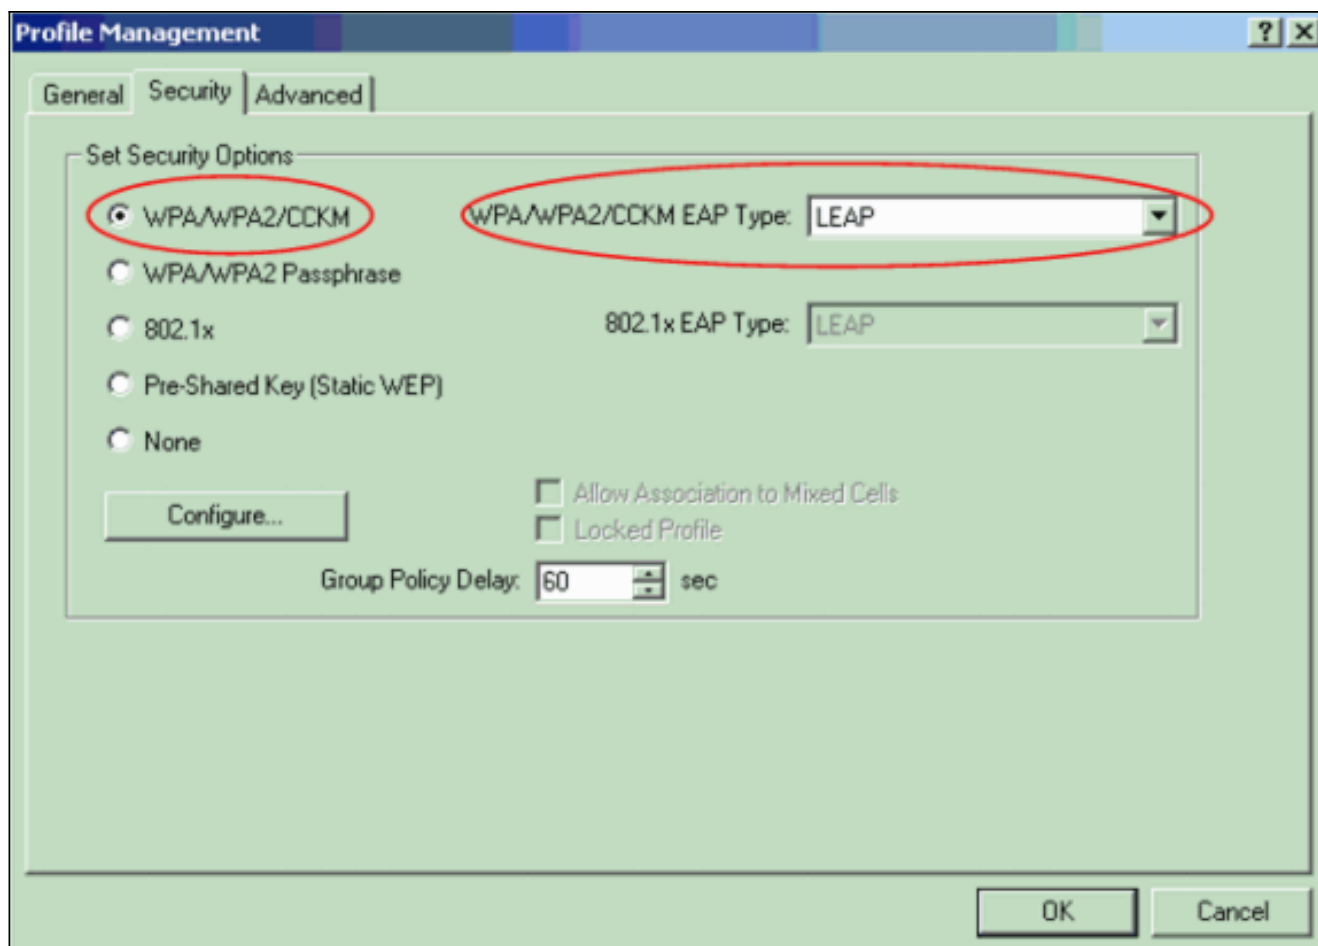 Profile Management
General Security Advanced
Set Security Options
WPA/WPA2/CCKM WPA/WPA2/CCKM EAP Type: LEAP
WPA/WPA2 Passphrase
802.1x 802.1x EAP Type: LEAP
Pre-Shared Key (Static WEP)
None
Configure... Allow Association to Mixed Cells
Locked Profile
Group Policy Delay: 60 sec
OK Cancel